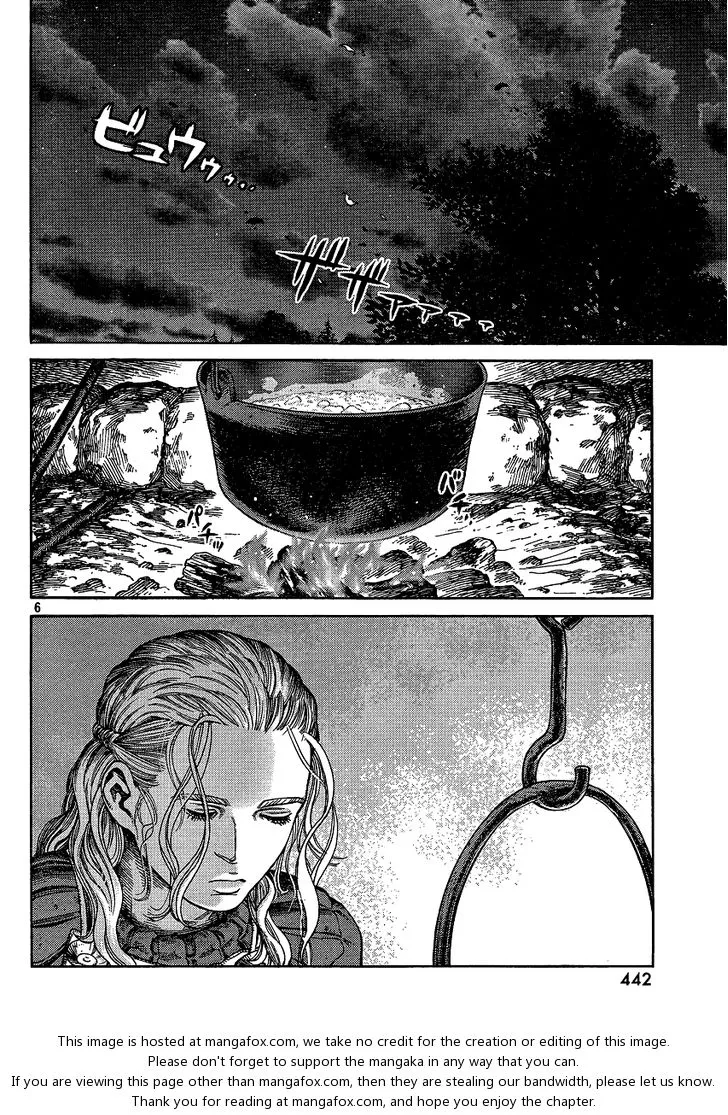 ビュウゥゥ‥
ザザァァァァ…
パチッ
パチ
6
442
This image is hosted at mangafox.com, we take no credit for the creation or editing of this image.
Please don't forget to support the mangaka in any way that you can.
If you are viewing this page other than mangafox.com, then they are stealing our bandwidth, please let us know.
Thank you for reading at mangafox.com, and hope you enjoy the chapter.